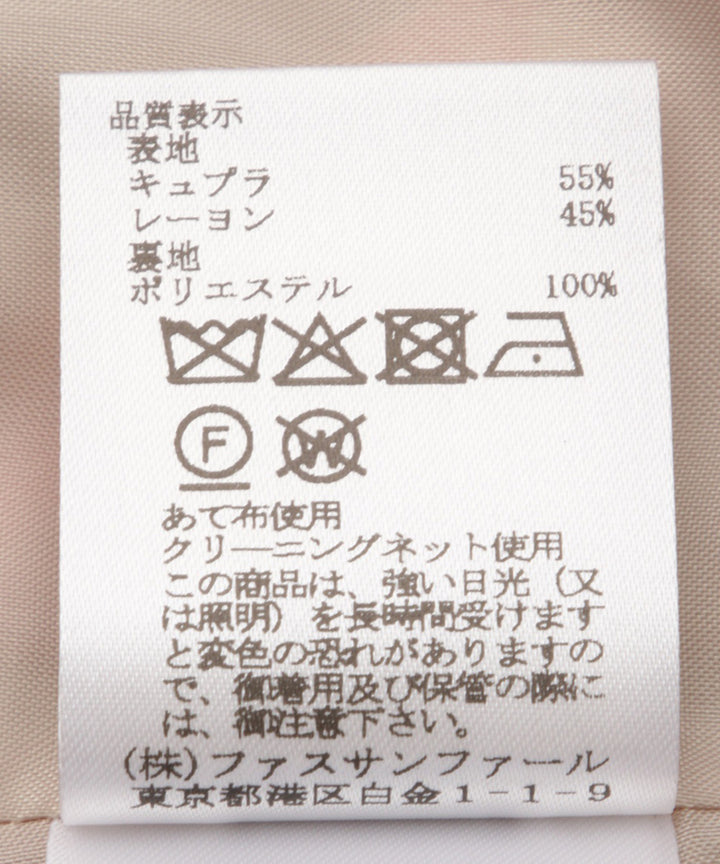 品質表示
表地
キュプラ 55%
レーヨン 45%
裏地
ポリエステル 100%
F W
あて布使用
クリーニングネット使用
この商品は、強い日光（又
は照明）を長時間受けます
と変色の恐れがありますの
で、御着用及び保管の際に
は、御注意下さい。
(株)ファスサンファール
東京都港区白金1-1-9